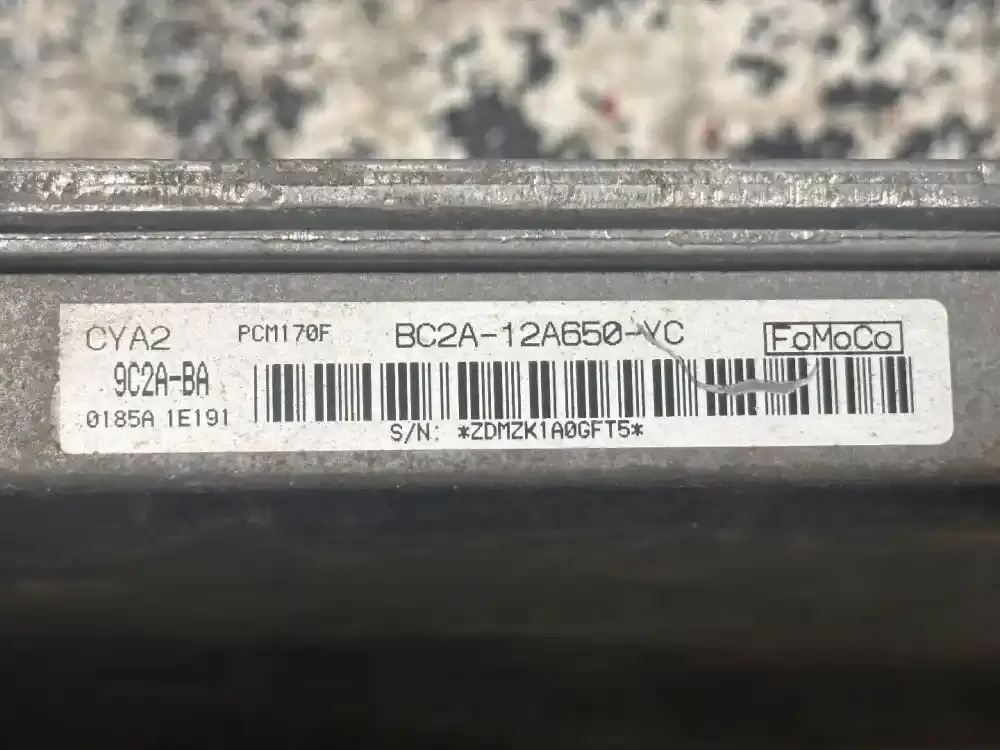 CYA2 PCM170F BC2A-12A650-YC FoMoCo
9C2A-BA
0185A 1E191
S/N: *ZDMZK1A0GFT5*